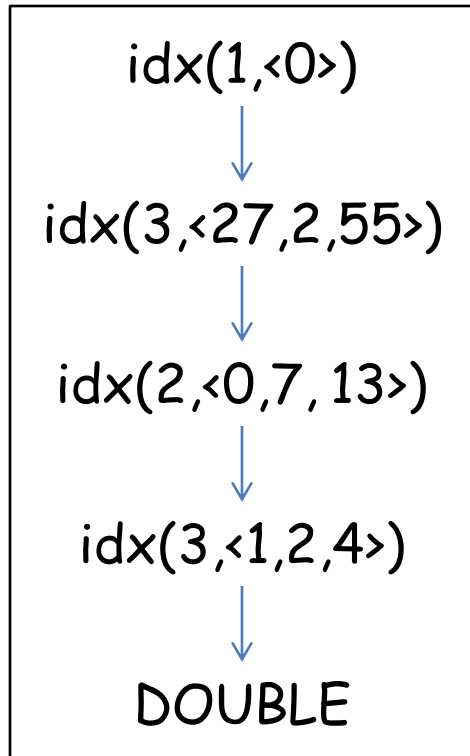 idx(1,<0>)
idx(3,<27,2,55>)
idx(2,<0,7, 13>)
idx(3,<1,2,4>)
DOUBLE